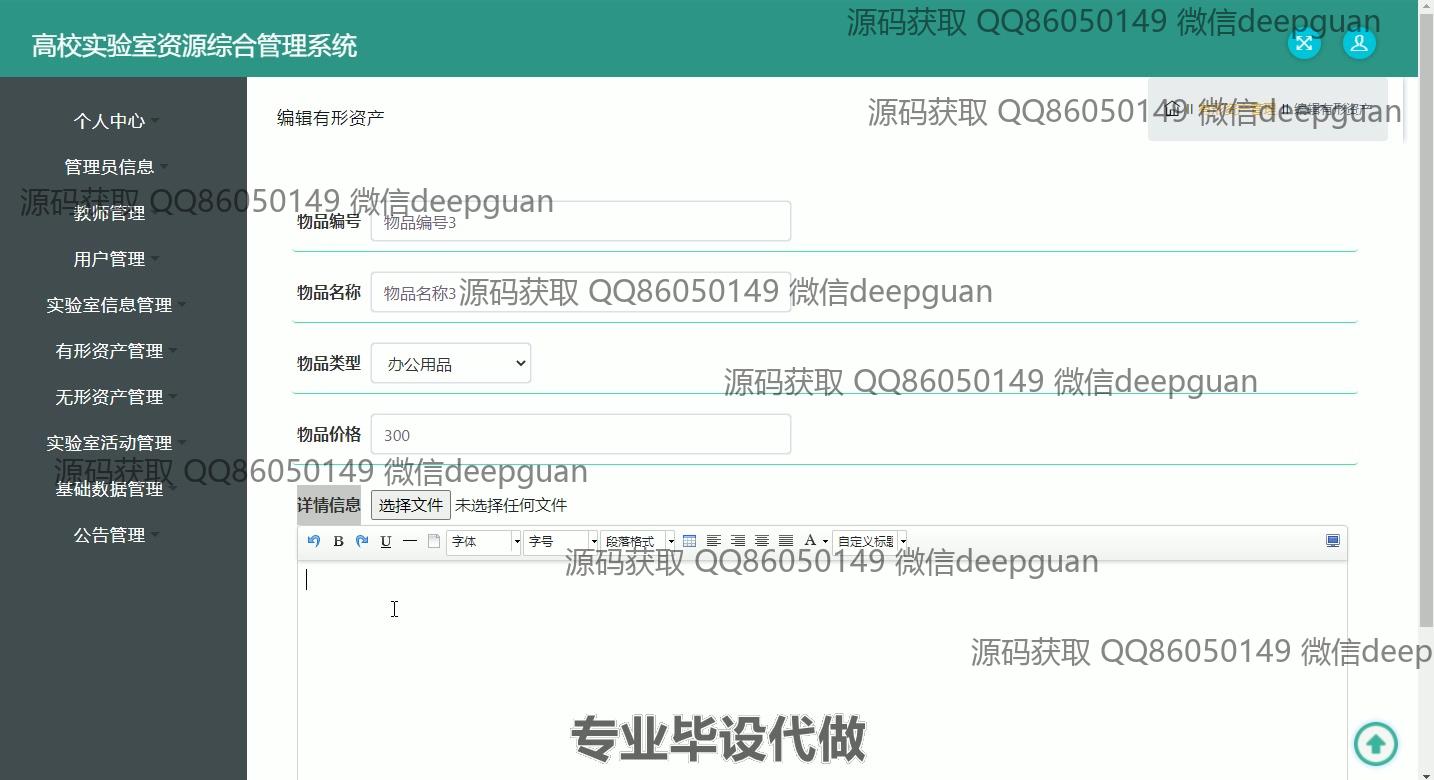 源码获取 QQ86050149 微信deepguan
高校实验室资源综合管理系统
个人中心
管理员信息
教师管理
用户管理
实验室信息管理
有形资产管理
无形资产管理
实验室活动管理
基础数据管理
公告管理
编辑有形资产
源码获取 QQ86050149 微信deepguan
编辑有形资产
源码获取 QQ86050149 微信deepguan
物品编号 物品编号3
物品名称 物品名称3
源码获取 QQ86050149 微信deepguan
物品类型 办公用品
源码获取 QQ86050149 微信deepguan
物品价格 300
源码获取 QQ86050149 微信deepguan
详情信息 选择文件 未选择任何文件
B U 字体 字号 段落格式 A 自定义标题
源码获取 QQ86050149 微信deepguan
源码获取 QQ86050149 微信deep
专业毕设代做